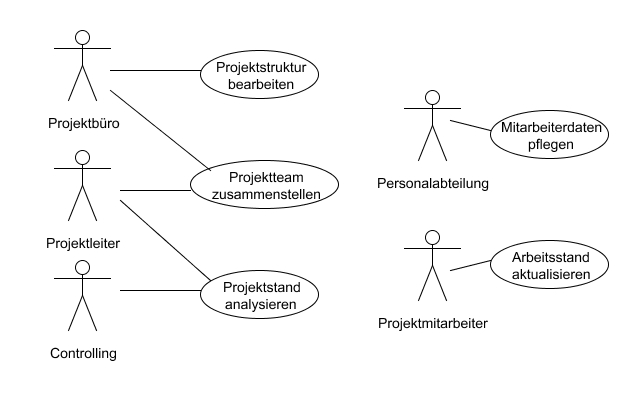 Projektstruktur
bearbeiten
Projektbüro
Projektteam
zusammenstellen
Projektleiter
Projektstand
analysieren
Controlling
Mitarbeiterdaten
pflegen
Personalabteilung
Arbeitsstand
aktualisieren
Projektmitarbeiter